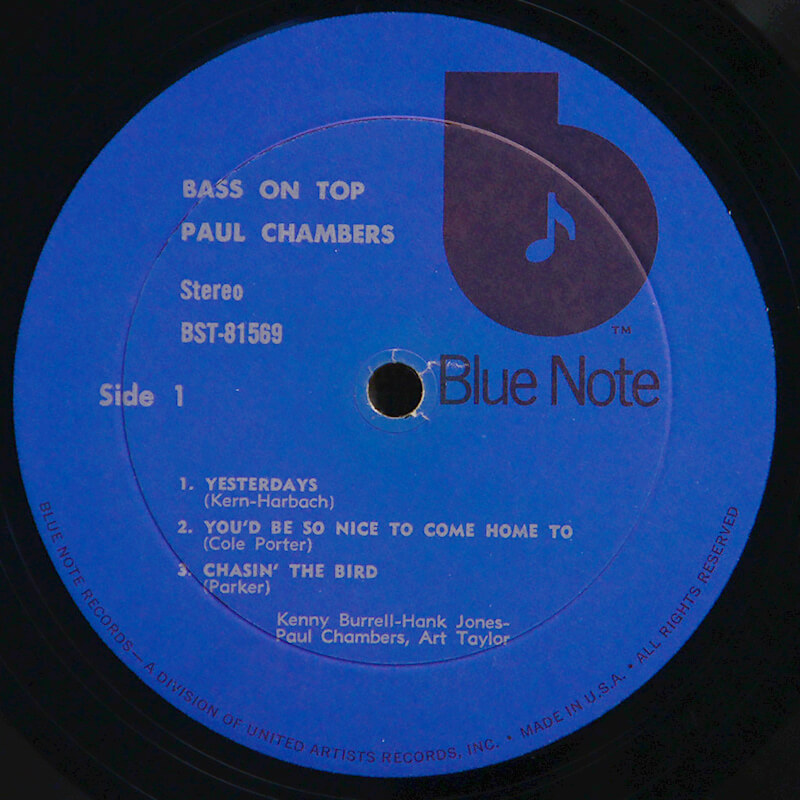 BASS ON TOP
PAUL CHAMBERS
Stereo
BST-81569
Side 1
b
TM
Blue Note
1. YESTERDAYS
(Kern-Harbach)
2. YOU'D BE SO NICE TO COME HOME TO
(Cole Porter)
3. CHASIN' THE BIRD
(Parker)
Kenny Burrell-Hank Jones-
Paul Chambers, Art Taylor
BLUE NOTE RECORDS— A DIVISION OF UNITED ARTISTS RECORDS, INC. • MADE IN U.S.A. • ALL RIGHTS RESERVED